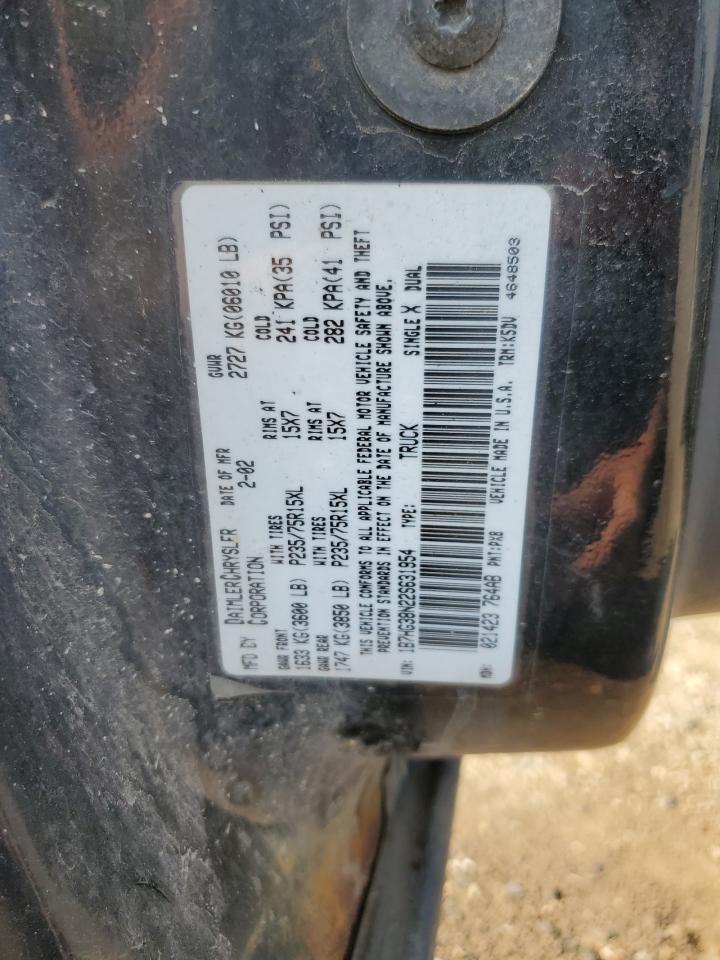 MFD BY DAIMLERCHRYSLER CORPORATION DATE OF MFR GVWR
2-02 2727 KG(06010 LB)
GAWR FRONT WITH TIRES RIMS AT COLD
1633 KG(3600 LB) P235/75R15XL 15X7 241 KPA(35 PSI)
GAWR REAR WITH TIRES RIMS AT COLD
1747 KG(3850 LB) P235/75R15XL 15X7 282 KPA(41 PSI)
THIS VEHICLE CONFORMS TO ALL APPLICABLE FEDERAL MOTOR VEHICLE SAFETY AND THEFT
PREVENTION STANDARDS IN EFFECT ON THE DATE OF MANUFACTURE SHOWN ABOVE.
VIN: 1B7HG38N22S631954 TYPE: TRUCK SINGLE X DUAL
MDH: 021423 764AB PNT:PX8 VEHICLE MADE IN U.S.A. TRM:K5DV
4648503